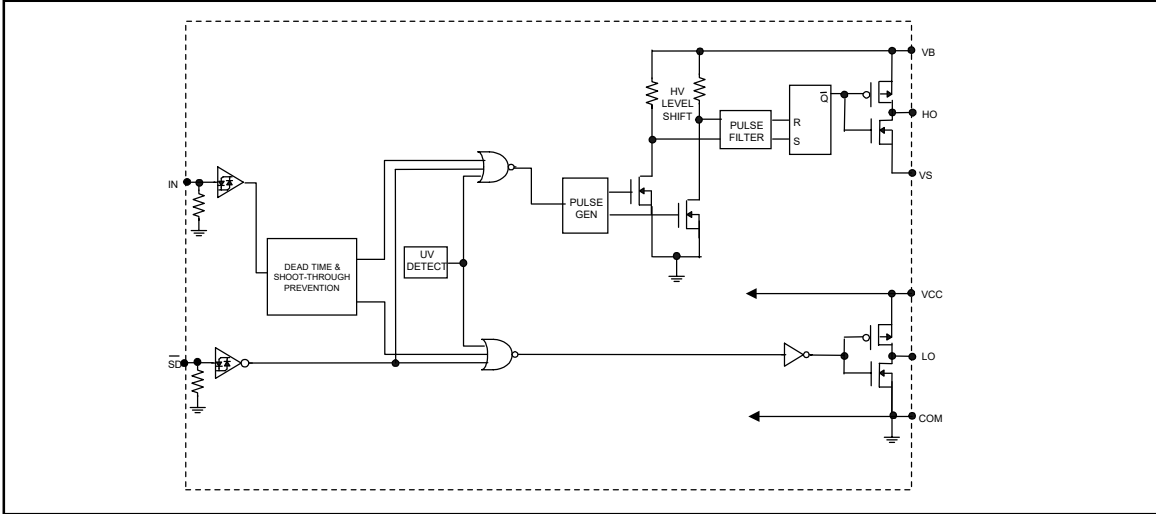 VB
HV
LEVEL
SHIFT
Q̅
HO
PULSE
FILTER
R
S
IN
VS
PULSE
GEN
UV
DETECT
DEAD TIME &
SHOOT-THROUGH
PREVENTION
VCC
S̅D̅
LO
COM